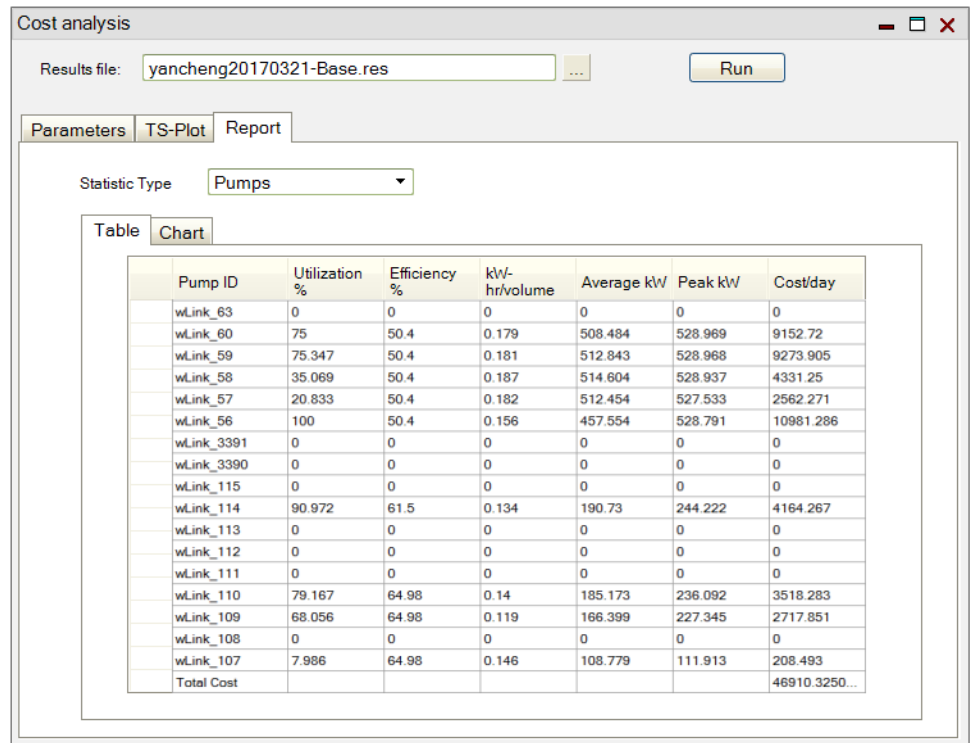 Cost analysis
Results file: yancheng20170321-Base.res ... Run
Parameters TS-Plot Report
Statistic Type Pumps
Table Chart
Pump ID Utilization % Efficiency % kW-hr/volume Average kW Peak kW Cost/day
wLink_63 0 0 0 0 0 0
wLink_60 75 50.4 0.179 508.484 528.969 9152.72
wLink_59 75.347 50.4 0.181 512.843 528.968 9273.905
wLink_58 35.069 50.4 0.187 514.604 528.937 4331.25
wLink_57 20.833 50.4 0.182 512.454 527.533 2562.271
wLink_56 100 50.4 0.156 457.554 528.791 10981.286
wLink_3391 0 0 0 0 0 0
wLink_3390 0 0 0 0 0 0
wLink_115 0 0 0 0 0 0
wLink_114 90.972 61.5 0.134 190.73 244.222 4164.267
wLink_113 0 0 0 0 0 0
wLink_112 0 0 0 0 0 0
wLink_111 0 0 0 0 0 0
wLink_110 79.167 64.98 0.14 185.173 236.092 3518.283
wLink_109 68.056 64.98 0.119 166.399 227.345 2717.851
wLink_108 0 0 0 0 0 0
wLink_107 7.986 64.98 0.146 108.779 111.913 208.493
Total Cost 46910.3250...